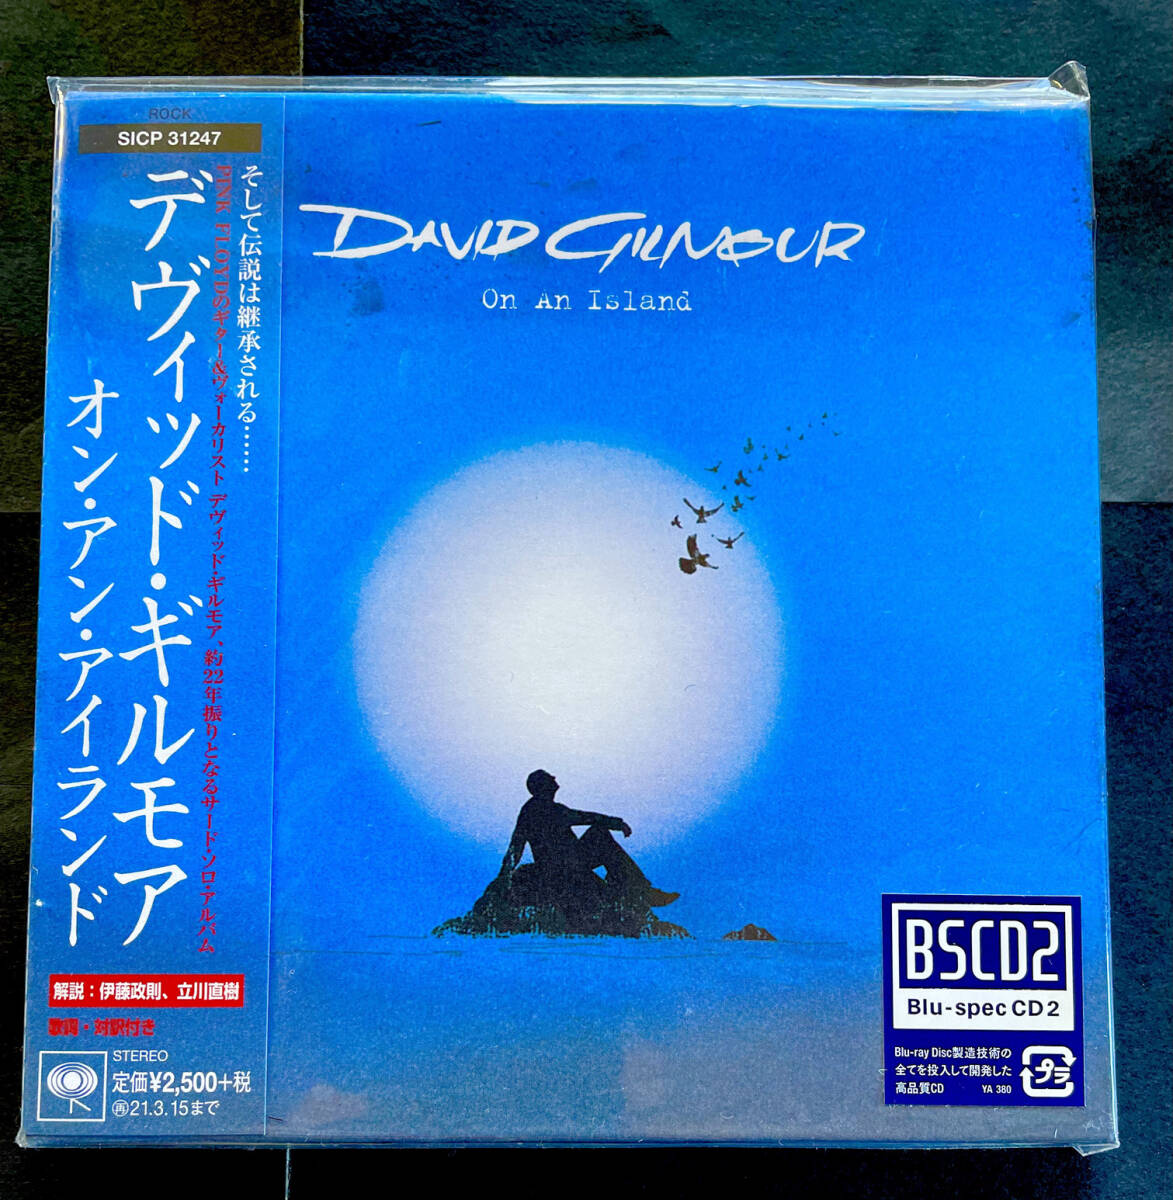 ROCK
SICP 31247
そして伝説は継承される……
PINK FLOYDのギター&ヴォーカリスト デヴィッド・ギルモア、約22年振りとなるサード・ソロ・アルバム
デヴィッド・ギルモア
オン・アン・アイランド
解説:伊藤政則、立川直樹
歌詞・対訳付き
STEREO
定価¥2,500+税
再21.3.15まで
DAVID GILMOUR
On An Island
BSCD2
Blu-spec CD 2
Blu-ray Disc製造技術の
全てを投入して開発した
高品質CD YA 380
プラ